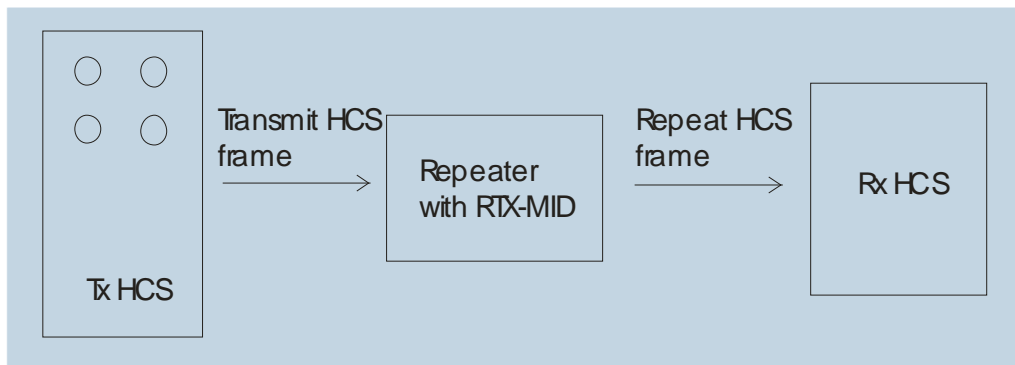 Transmit HCS
frame
Repeater
with RTX-MID
Repeat HCS
frame
Rx HCS
Tx HCS